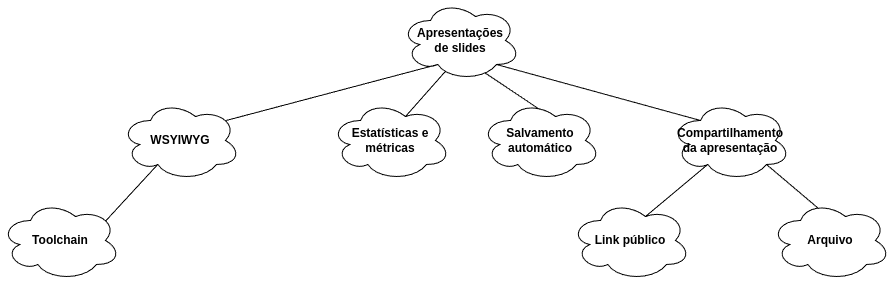 Apresentações
de slides
WSYIWYG
Estatísticas e
métricas
Salvamento
automático
Compartilhamento
da apresentação
Toolchain
Link público
Arquivo